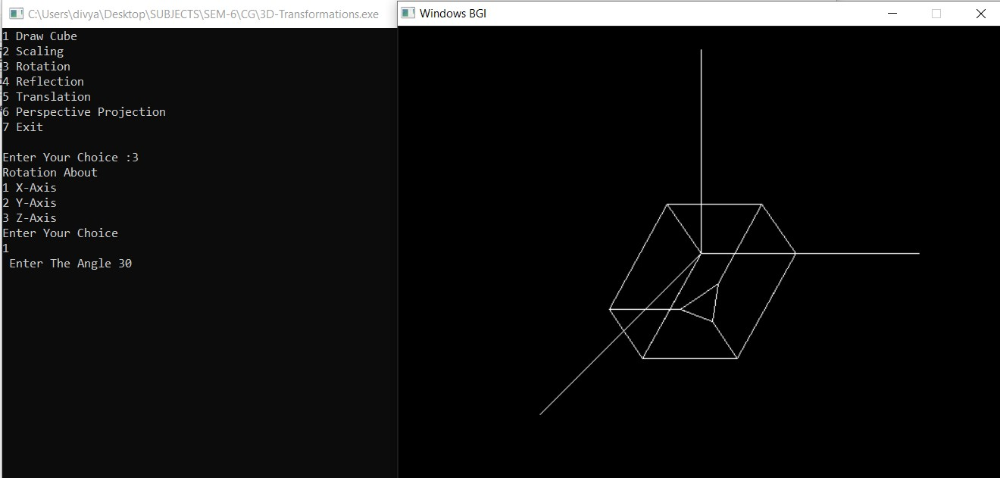 C:\Users\divya\Desktop\SUBJECTS\SEM-6\CG\3D-Transformations.exe
Windows BGI
1 Draw Cube
2 Scaling
3 Rotation
4 Reflection
5 Translation
6 Perspective Projection
7 Exit
Enter Your Choice :3
Rotation About
1 X-Axis
2 Y-Axis
3 Z-Axis
Enter Your Choice
1
Enter The Angle 30